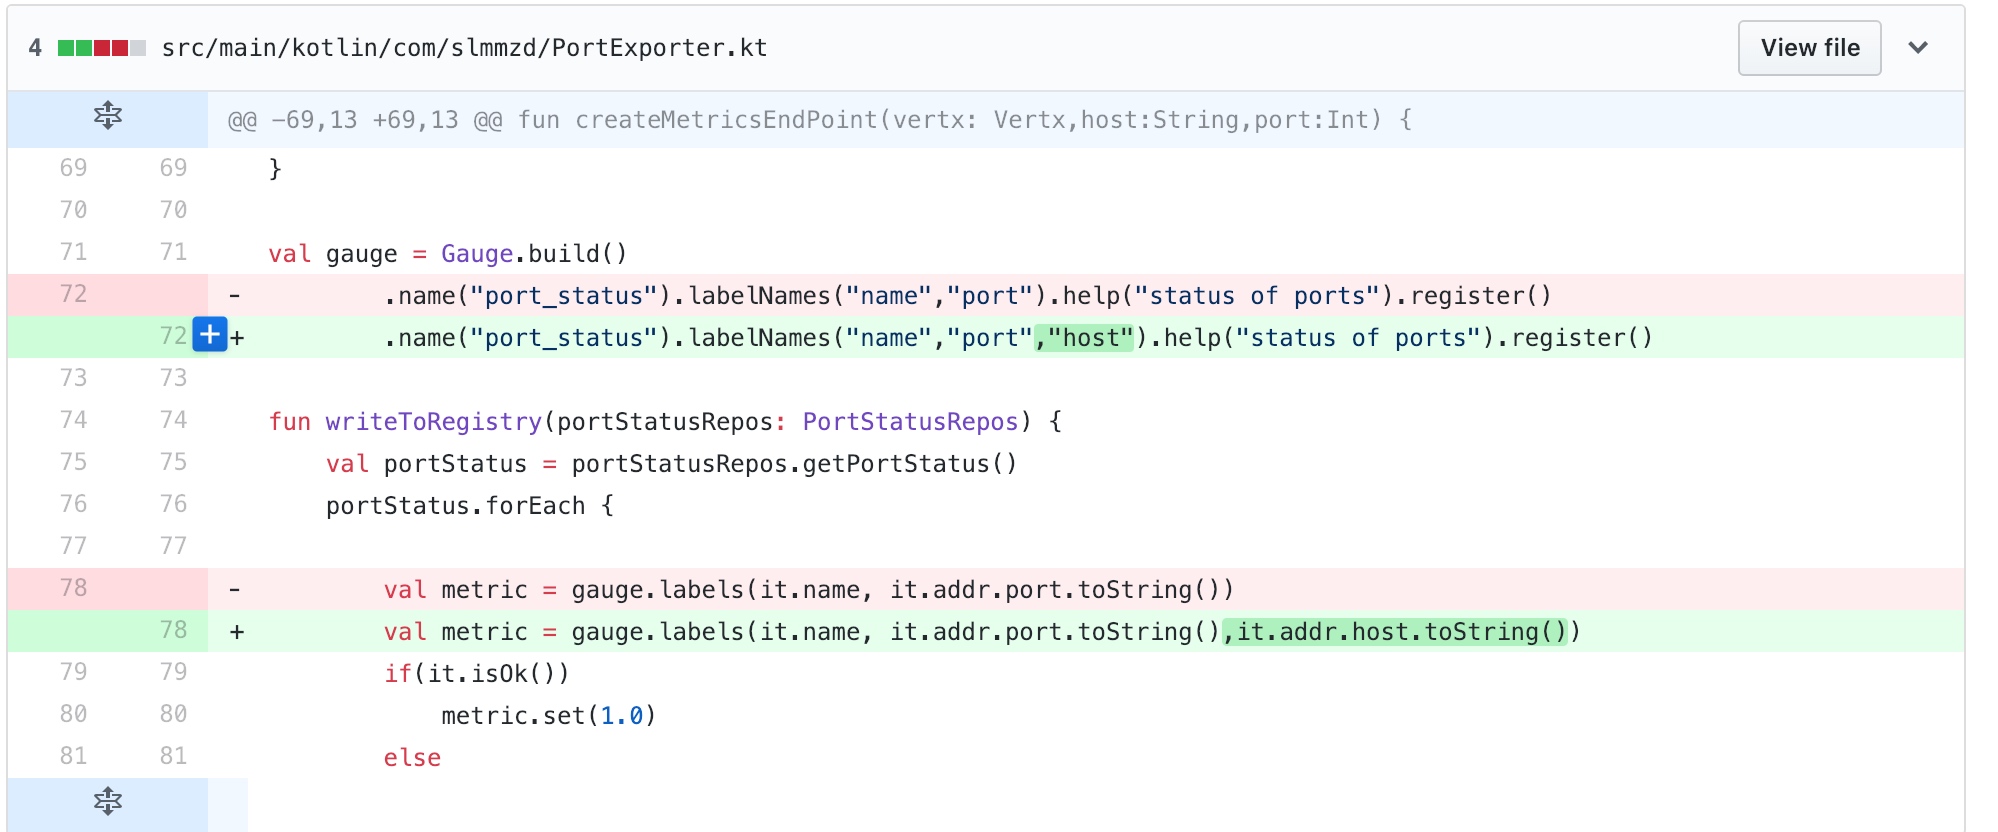 4 src/main/kotlin/com/slmmzd/PortExporter.kt View file
@@ -69,13 +69,13 @@ fun createMetricsEndPoint(vertx: Vertx,host:String,port:Int) {
69 69 }
70 70
71 71 val gauge = Gauge.build()
72 - .name("port_status").labelNames("name","port").help("status of ports").register()
72 + + .name("port_status").labelNames("name","port","host").help("status of ports").register()
73 73
74 74 fun writeToRegistry(portStatusRepos: PortStatusRepos) {
75 75 val portStatus = portStatusRepos.getPortStatus()
76 76 portStatus.forEach {
77 77
78 - val metric = gauge.labels(it.name, it.addr.port.toString())
78 + val metric = gauge.labels(it.name, it.addr.port.toString(),it.addr.host.toString())
79 79 if(it.isOk())
80 80 metric.set(1.0)
81 81 else